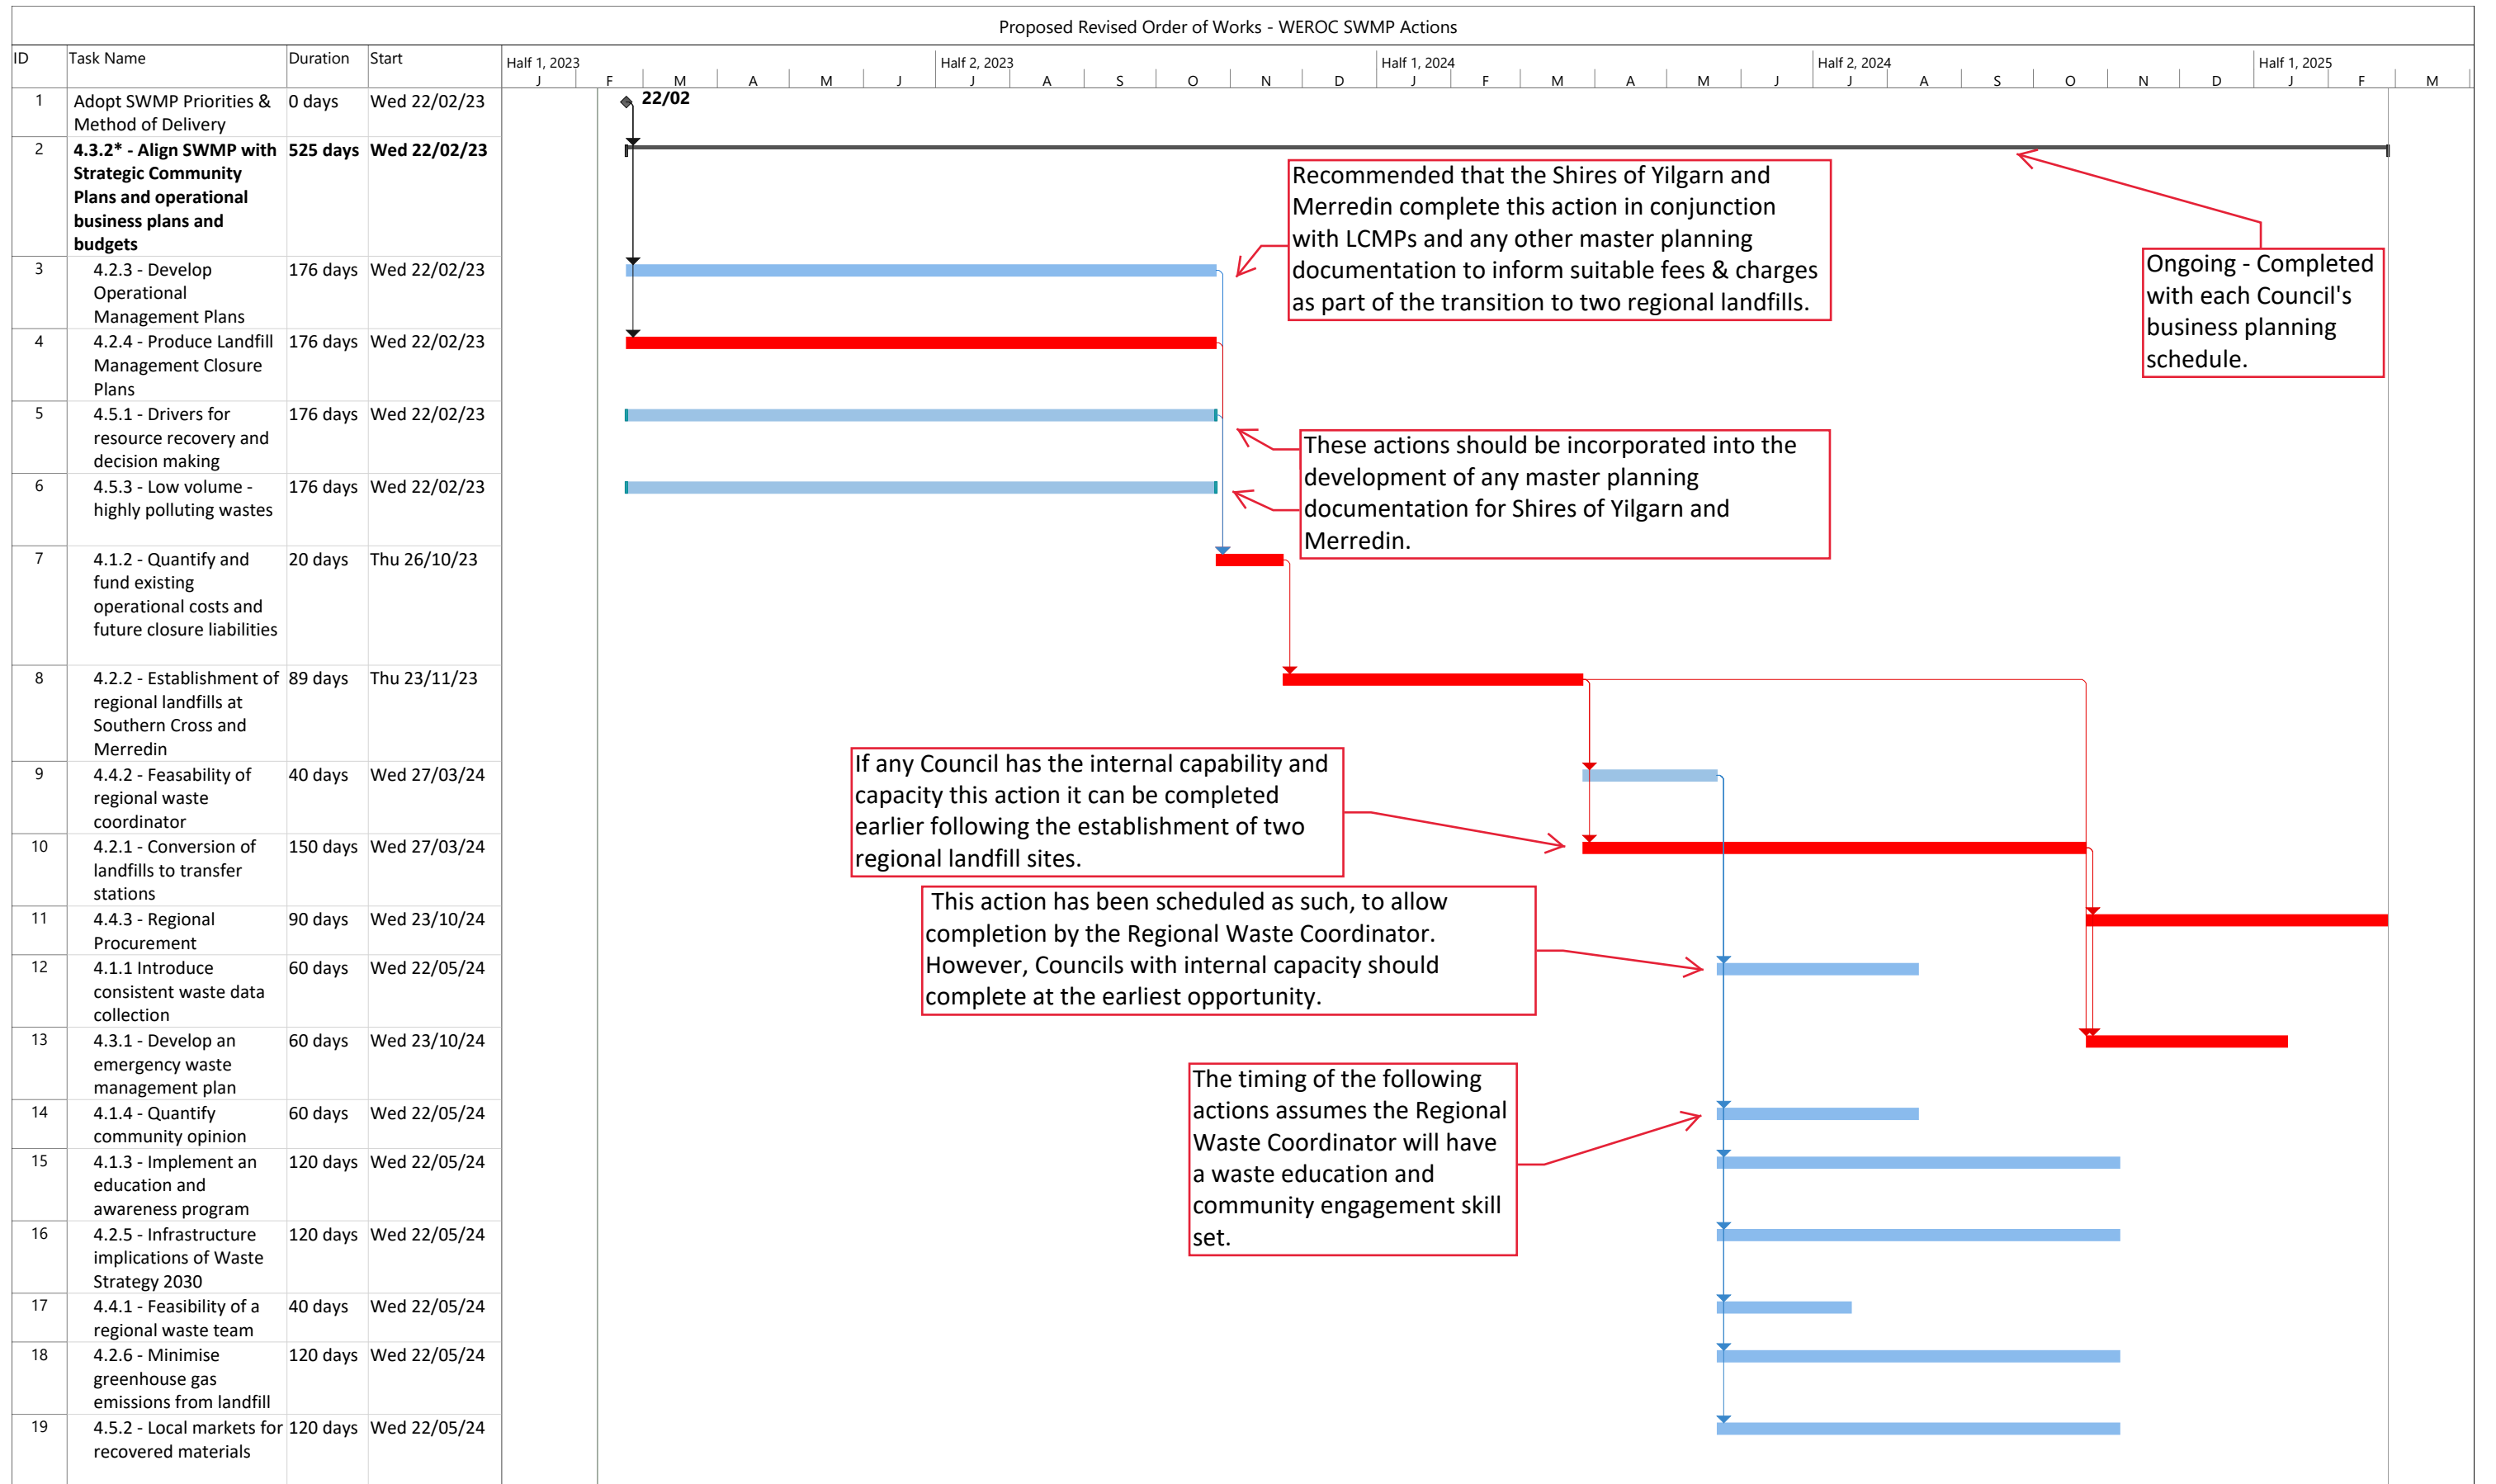 Proposed Revised Order of Works - WEROC SWMP Actions
ID Task Name Duration Start
Half 1, 2023 Half 2, 2023 Half 1, 2024 Half 2, 2024 Half 1, 2025
J F M A M J J A S O N D J F M A M J J A S O N D J F M
1 Adopt SWMP Priorities & 0 days Wed 22/02/23 22/02
Method of Delivery
2 4.3.2* - Align SWMP with 525 days Wed 22/02/23
Strategic Community
Plans and operational
business plans and
budgets
3 4.2.3 - Develop 176 days Wed 22/02/23
Operational
Management Plans
4 4.2.4 - Produce Landfill 176 days Wed 22/02/23
Management Closure
Plans
5 4.5.1 - Drivers for 176 days Wed 22/02/23
resource recovery and
decision making
6 4.5.3 - Low volume - 176 days Wed 22/02/23
highly polluting wastes
7 4.1.2 - Quantify and 20 days Thu 26/10/23
fund existing
operational costs and
future closure liabilities
8 4.2.2 - Establishment of 89 days Thu 23/11/23
regional landfills at
Southern Cross and
Merredin
9 4.4.2 - Feasability of 40 days Wed 27/03/24
regional waste
coordinator
10 4.2.1 - Conversion of 150 days Wed 27/03/24
landfills to transfer
stations
11 4.4.3 - Regional 90 days Wed 23/10/24
Procurement
12 4.1.1 Introduce 60 days Wed 22/05/24
consistent waste data
collection
13 4.3.1 - Develop an 60 days Wed 23/10/24
emergency waste
management plan
14 4.1.4 - Quantify 60 days Wed 22/05/24
community opinion
15 4.1.3 - Implement an 120 days Wed 22/05/24
education and
awareness program
16 4.2.5 - Infrastructure 120 days Wed 22/05/24
implications of Waste
Strategy 2030
17 4.4.1 - Feasibility of a 40 days Wed 22/05/24
regional waste team
18 4.2.6 - Minimise 120 days Wed 22/05/24
greenhouse gas
emissions from landfill
19 4.5.2 - Local markets for 120 days Wed 22/05/24
recovered materials
Recommended that the Shires of Yilgarn and
Merredin complete this action in conjunction
with LCMPs and any other master planning
documentation to inform suitable fees & charges
as part of the transition to two regional landfills.
Ongoing - Completed
with each Council's
business planning
schedule.
These actions should be incorporated into the
development of any master planning
documentation for Shires of Yilgarn and
Merredin.
If any Council has the internal capability and
capacity this action it can be completed
earlier following the establishment of two
regional landfill sites.
This action has been scheduled as such, to allow
completion by the Regional Waste Coordinator.
However, Councils with internal capacity should
complete at the earliest opportunity.
The timing of the following
actions assumes the Regional
Waste Coordinator will have
a waste education and
community engagement skill
set.